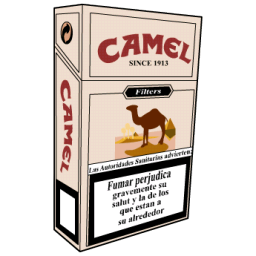 CAMEL
SINCE 1913
Filters
Las Autoridades Sanitarias advierten:
Fumar perjudica
gravemente su
salut y la de los
que estan a
su alrededor
CAMEL